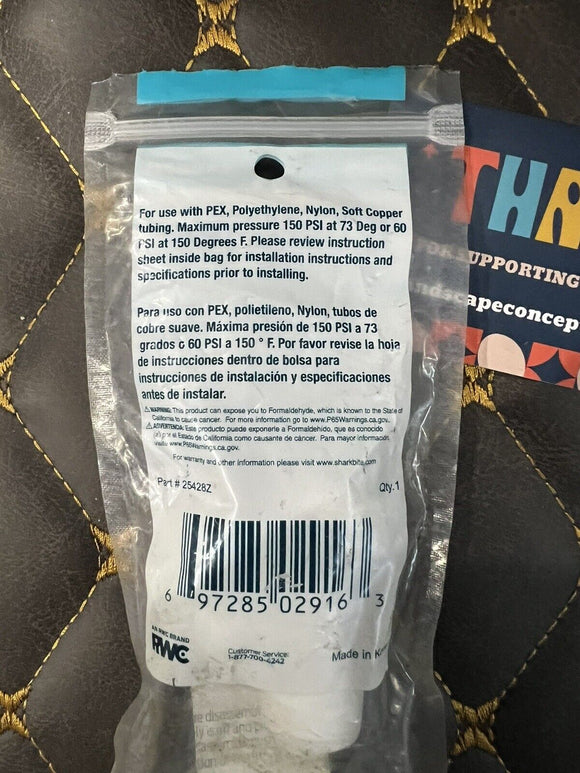 For use with PEX, Polyethylene, Nylon, Soft Copper
tubing. Maximum pressure 150 PSI at 73 Deg or 60
PSI at 150 Degrees F. Please review instruction
sheet inside bag for installation instructions and
specifications prior to installing.
Para uso con PEX, polietileno, Nylon, tubos de
cobre suave. Máxima presión de 150 PSI a 73
grados o 60 PSI a 150 ° F. Por favor revise la hoja
de instrucciones dentro de bolsa para
instrucciones de instalación y especificaciones
antes de instalar.
WARNING: This product can expose you to Formaldehyde, which is known to the State of
California to cause cancer. For more information go to www.P65Warnings.ca.gov.
ADVERTENCIA: Este producto puede exponerle a Formaldehido, que es conocido
por el Estado de California como causante de cáncer. Para mayor información,
visite www.P65Warnings.ca.gov.
For warranty and other information please visit www.sharkbite.com
Part # 25428Z Qty.1
6 97285 02916 3
AN RWC BRAND
RWC
Customer Service:
1-877-700-4242
Made in
THA
SUPPORTING
ndscapeconcep